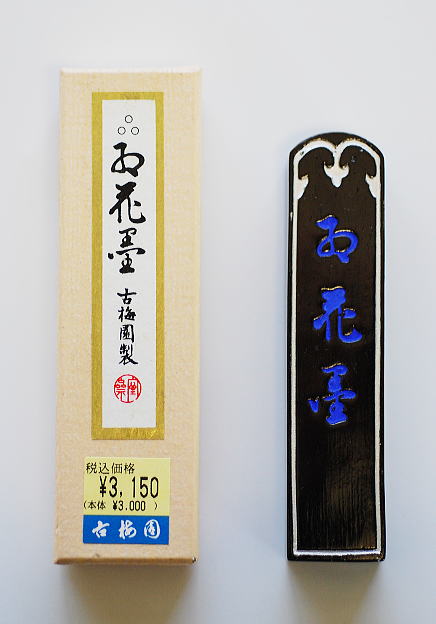 紅花墨
古梅園製
税込価格
¥3,150
(本体 ¥3,000 )
古梅園
紅花墨